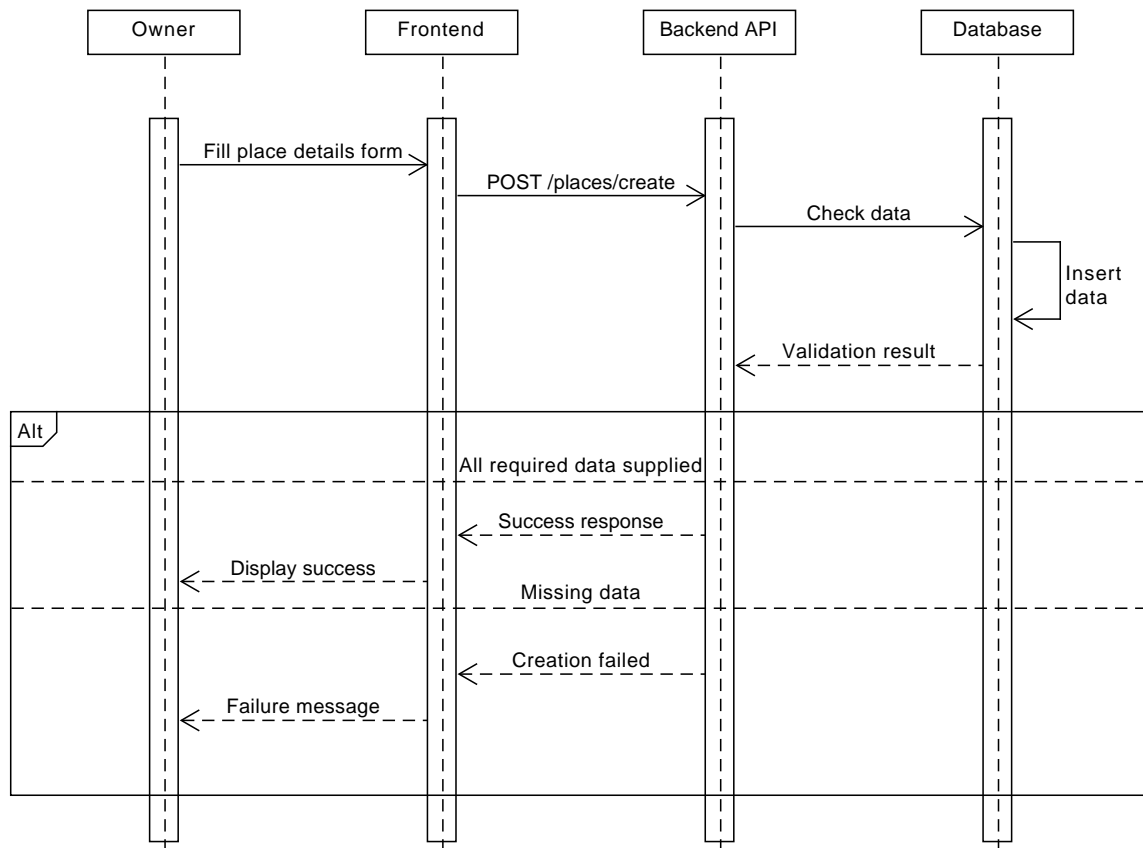 Owner
Frontend
Backend API
Database
Fill place details form
POST /places/create
Check data
Insert
data
Validation result
Alt
All required data supplied
Success response
Display success
Missing data
Creation failed
Failure message